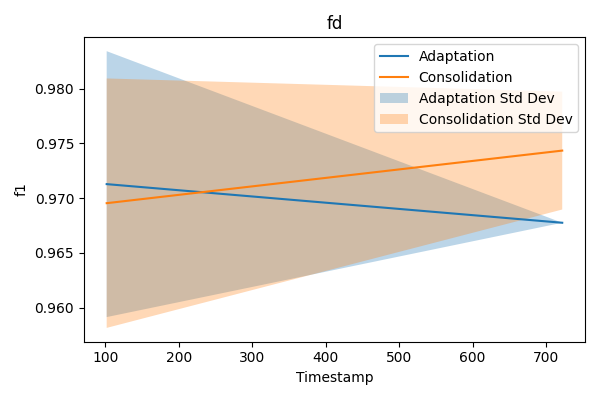 fd
Adaptation
Consolidation
Adaptation Std Dev
Consolidation Std Dev
f1
0.980
0.975
0.970
0.965
0.960
100 200 300 400 500 600 700
Timestamp